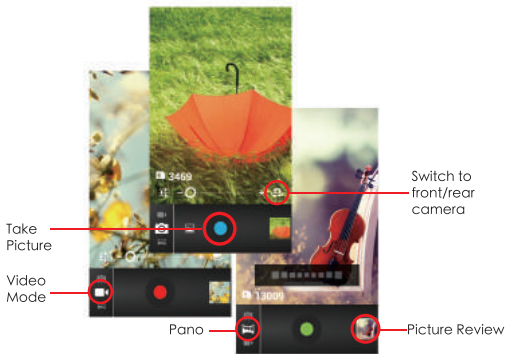 3469
Switch to
front/rear
camera
Take
Picture
Video
Mode
13009
Pano
Picture Review